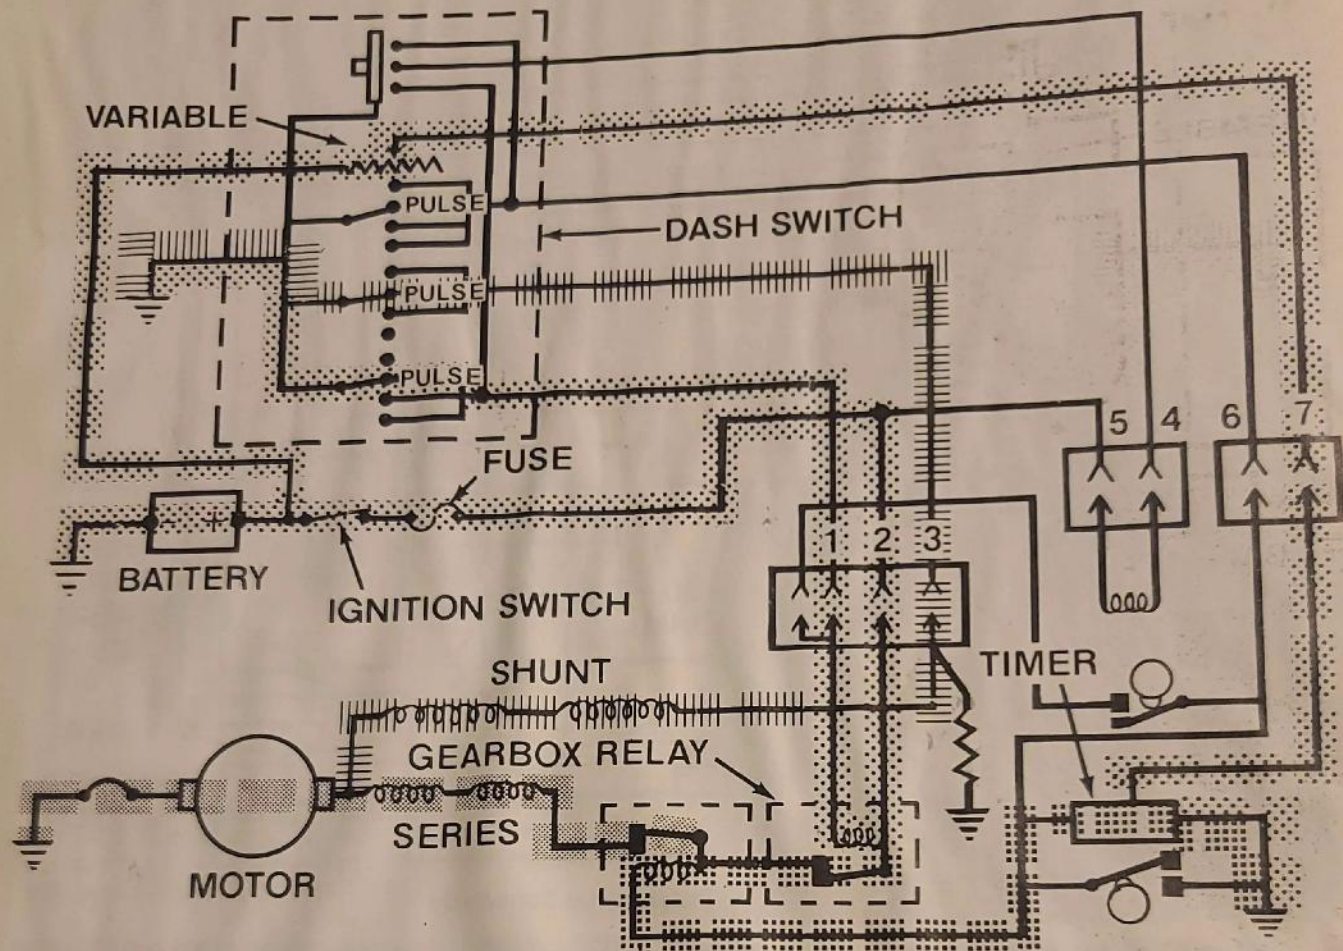 VARIABLE
PULSE
DASH SWITCH
PULSE
PULSE
FUSE
5 4 6 7
- +
BATTERY
IGNITION SWITCH
1 2 3
SHUNT
TIMER
GEARBOX RELAY
SERIES
MOTOR